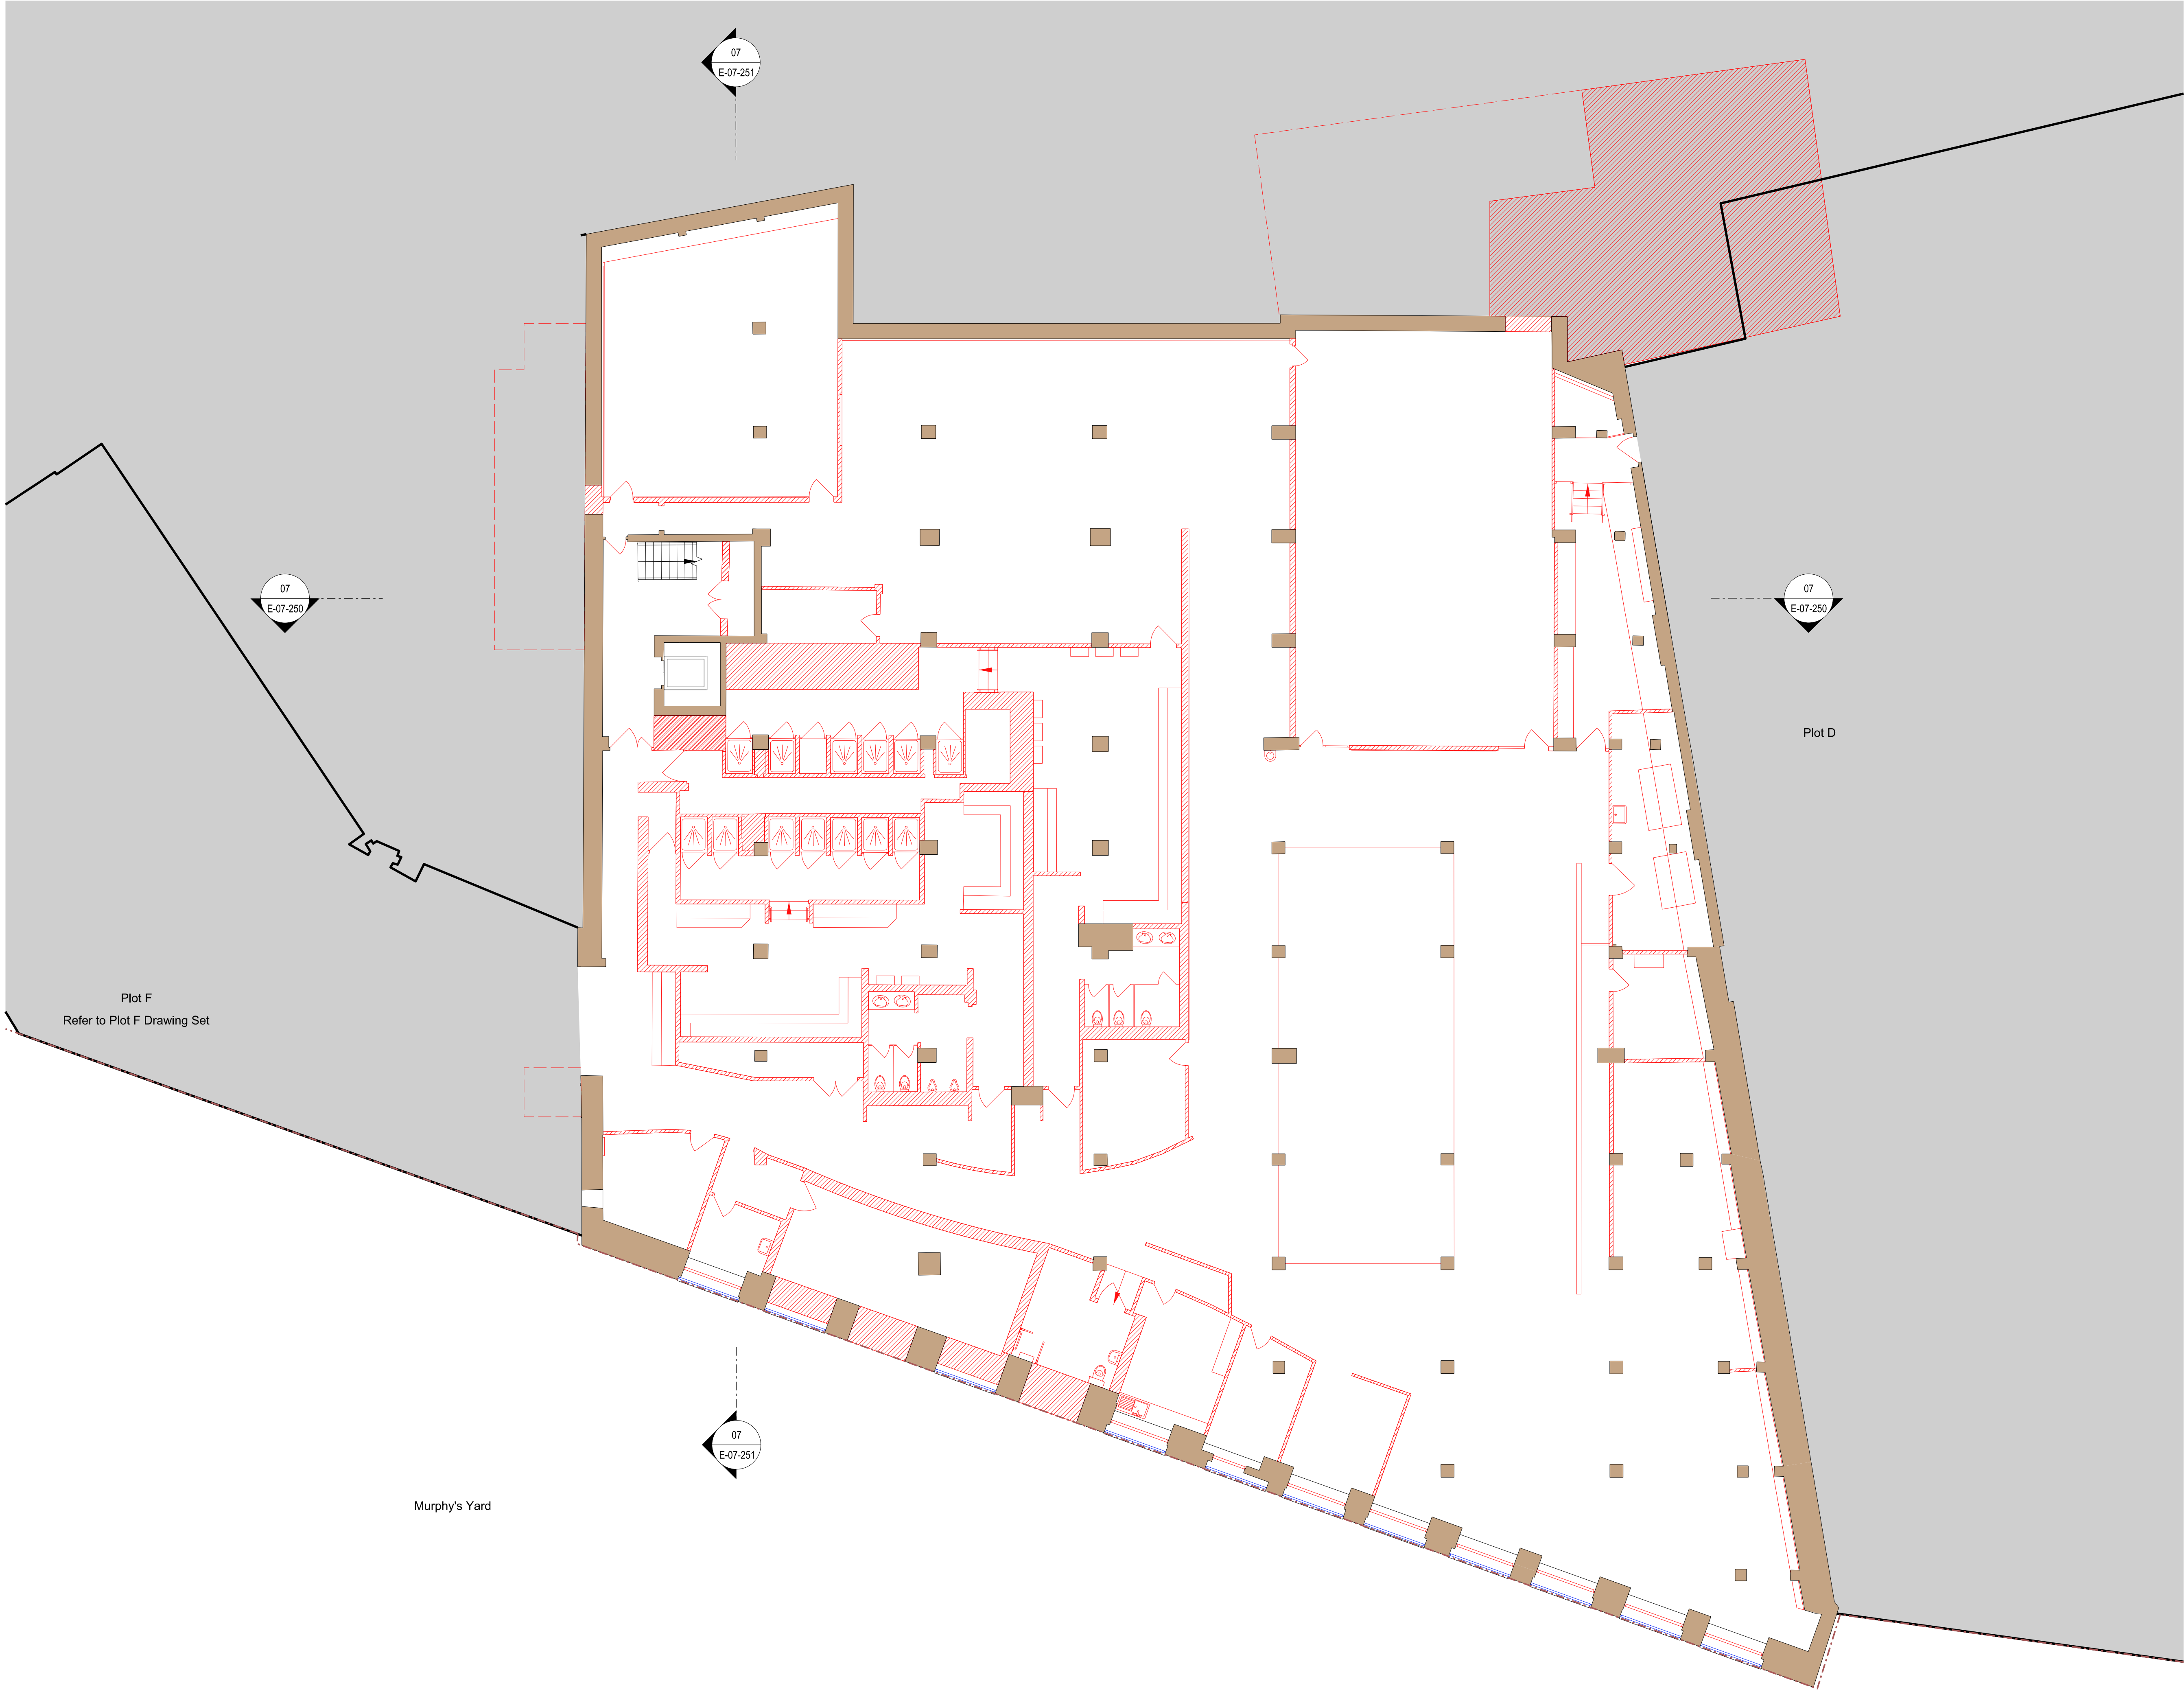 07
E-07-251
07
E-07-250
07
E-07-250
Plot D
Plot F
Refer to Plot F Drawing Set
07
E-07-251
Murphy's Yard